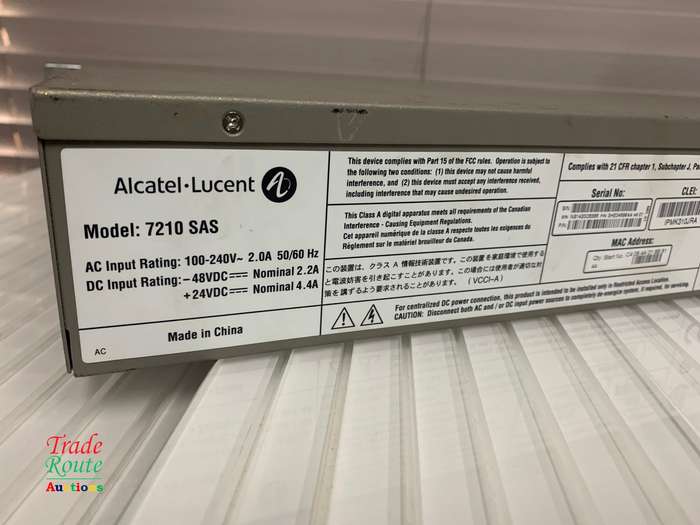 Alcatel·Lucent
Model: 7210 SAS
AC Input Rating: 100-240V~ 2.0A 50/60 Hz
DC Input Rating: -48VDC Nominal 2.2A
+24VDC Nominal 4.4A
Made in China
AC
This device complies with Part 15 of the FCC rules. Operation is subject to
the following two conditions: (1) this device may not cause harmful
interference, and (2) this device must accept any interference received,
including interference that may cause undesired operation.
This Class A digital apparatus meets all requirements of the Canadian
Interference - Causing Equipment Regulations.
Cet appareil numérique de la classe A respecte toutes les exigences du
Règlement sur le matériel brouilleur du Canada.
この装置は、クラス A 情報技術装置です。この装置を家庭環境で使用する
と電波妨害を引き起こすことがあります。この場合には使用者が適切な対
策を講ずるよう要求されることがあります。 (VCCI-A)
For centralized DC power connection, this product is intended to be installed only in Restricted Access Location.
CAUTION: Disconnect both AC and / or DC input power sources to completely de-energize system, if required, for servicing
Complies with 21 CFR chapter 1, Subchapter J, Pa
Serial No:
CLEI:
S/N
P/N
IPMK310JRA
MAC Address:
Qty: Start No.
Trade
Route
Auctions